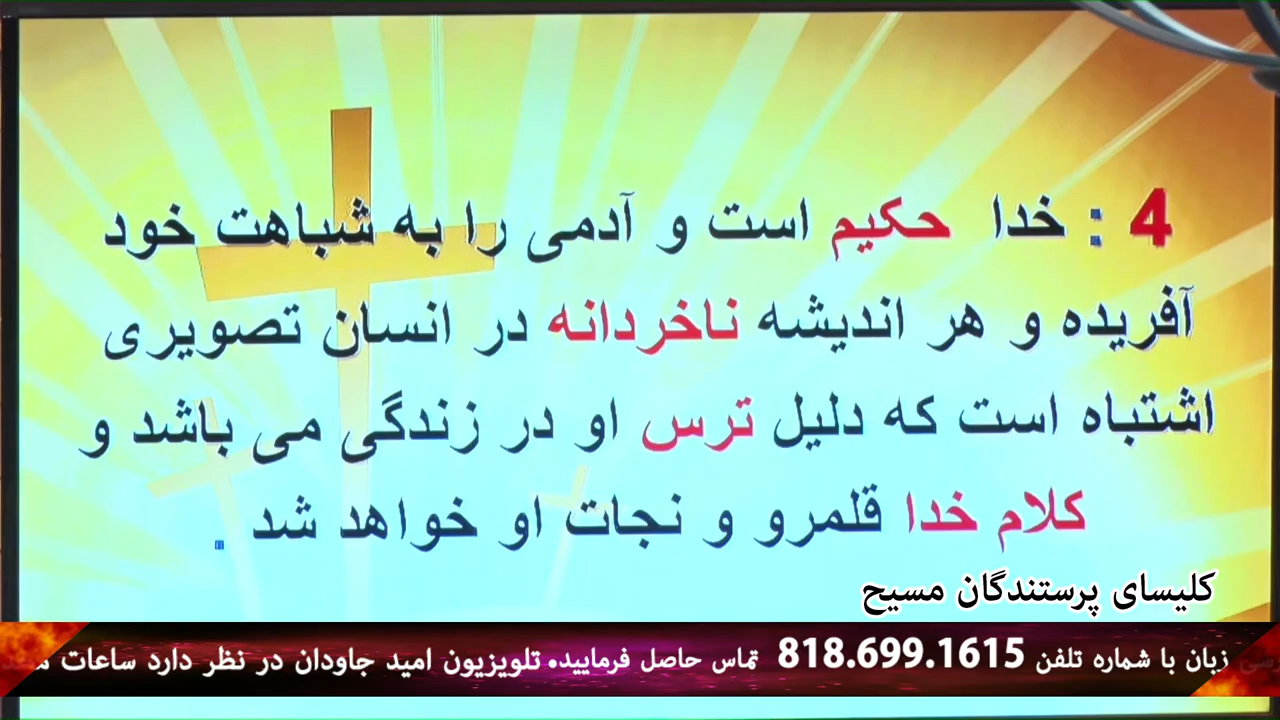 4 : خدا حکیم است و آدمی را به شباهت خود
آفریده و هر اندیشه ناخردانه در انسان تصویری
اشتباه است که دلیل ترس او در زندگی می باشد و
کلام خدا قلمرو و نجات او خواهد شد .
کلیسای پرستندگان مسیح
زبان با شماره تلفن 818.699.1615 تماس حاصل فرمایید. تلویزیون امید جاودان در نظر دارد ساعات